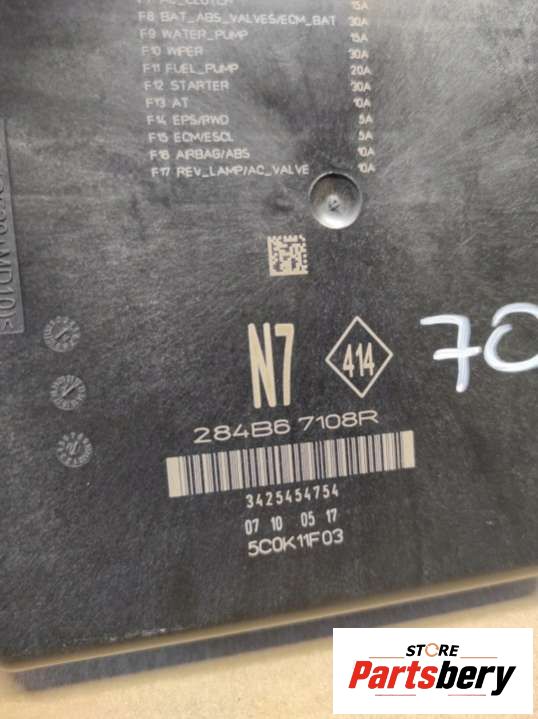 15A
F8 BAT_ABS_VALVES/ECM_BAT 30A
F9 WATER_PUMP 15A
F10 WIPER 30A
F11 FUEL_PUMP 20A
F12 STARTER 30A
F13 AT 10A
F14 EPS/RWD 5A
F15 ECM/ESCL 5A
F16 AIRBAG/ABS 10A
F17 REV_LAMP/AC_VALVE 10A
N7
414
70
284B6 7108R
3425454754
07 10 05 17
5C0K11F03
STORE
Partsbery